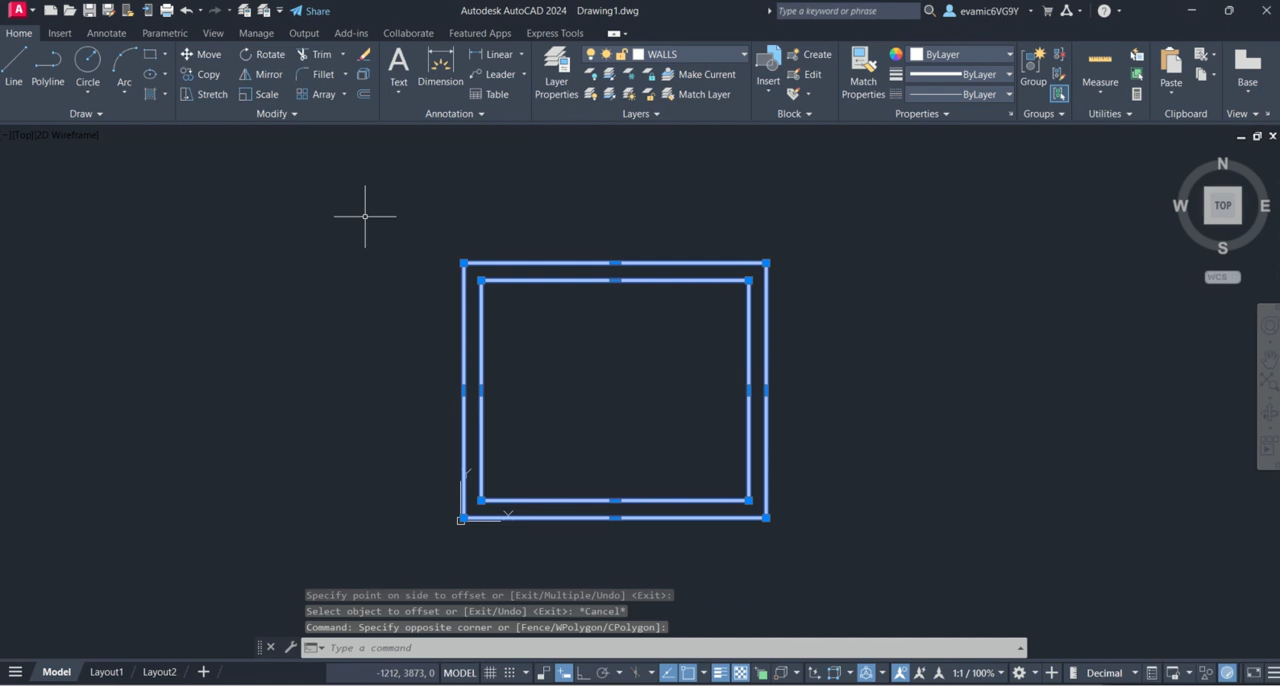 Share Autodesk AutoCAD 2024 Drawing1.dwg Type a keyword or phrase evamic6VG9Y
Home Insert Annotate Parametric View Manage Output Add-ins Collaborate Featured Apps Express Tools
Line Polyline Circle Arc
Move Rotate Trim
Copy Mirror Fillet
Stretch Scale Array
Text Dimension
Linear
Leader
Table
Layer Properties
WALLS
Make Current
Match Layer
Insert
Create
Edit
Match Properties
ByLayer
ByLayer
ByLayer
Group
Measure
Paste
Base
Draw Modify Annotation Layers Block Properties Groups Utilities Clipboard View
[−][Top][2D Wireframe]
N
W TOP E
S
WCS
Y
X
Specify point on side to offset or [Exit/Multiple/Undo] <Exit>:
Select object to offset or [Exit/Undo] <Exit>: *Cancel*
Command: Specify opposite corner or [Fence/WPolygon/CPolygon]:
Type a command
Model Layout1 Layout2 + -1212, 3873, 0 MODEL 1:1 / 100% Decimal